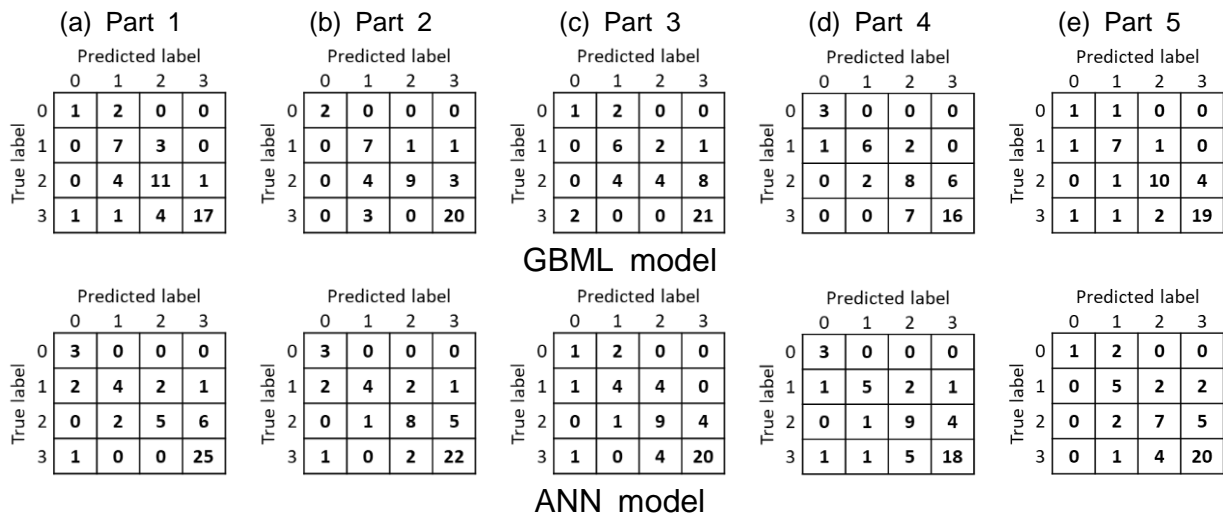 (a) Part 1 (b) Part 2 (c) Part 3 (d) Part 4 (e) Part 5
Predicted label Predicted label Predicted label Predicted label Predicted label
0 1 2 3 0 1 2 3 0 1 2 3 0 1 2 3 0 1 2 3
True label True label True label True label True label
0 1 2 0 0 0 2 0 0 0 0 1 2 0 0 0 3 0 0 0 0 1 1 0 0
1 0 7 3 0 1 0 7 1 1 1 0 6 2 1 1 1 6 2 0 1 1 7 1 0
2 0 4 11 1 2 0 4 9 3 2 0 4 4 8 2 0 2 8 6 2 0 1 10 4
3 1 1 4 17 3 0 3 0 20 3 2 0 0 21 3 0 0 7 16 3 1 1 2 19
GBML model
Predicted label Predicted label Predicted label Predicted label Predicted label
0 1 2 3 0 1 2 3 0 1 2 3 0 1 2 3 0 1 2 3
True label True label True label True label True label
0 3 0 0 0 0 3 0 0 0 0 1 2 0 0 0 3 0 0 0 0 1 2 0 0
1 2 4 2 1 1 2 4 2 1 1 1 4 4 0 1 1 5 2 1 1 0 5 2 2
2 0 2 5 6 2 0 1 8 5 2 0 1 9 4 2 0 1 9 4 2 0 2 7 5
3 1 0 0 25 3 1 0 2 22 3 1 0 4 20 3 1 1 5 18 3 0 1 4 20
ANN model